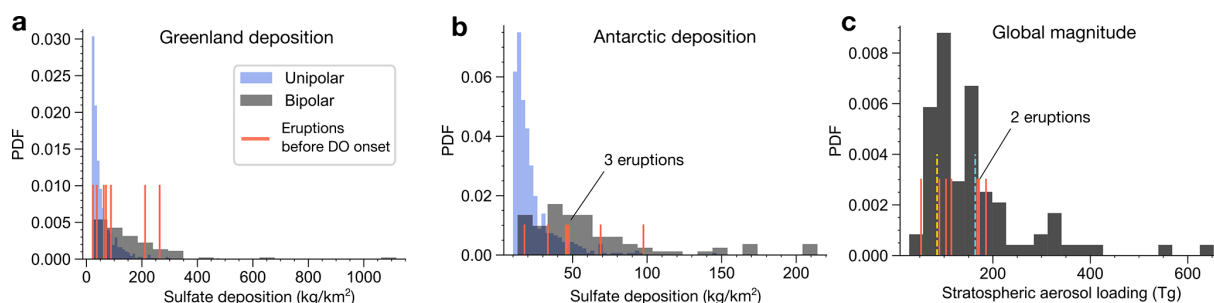 a
Greenland deposition
0.030
0.025
0.020
0.015
0.010
0.005
0.000
PDF
Unipolar
Bipolar
Eruptions
before DO onset
0
200
400
600
800
1000
Sulfate deposition (kg/km²)
b
Antarctic deposition
0.08
0.06
0.04
0.02
0.00
PDF
3 eruptions
50
100
150
200
Sulfate deposition (kg/km²)
c
Global magnitude
0.008
0.006
0.004
0.002
0.000
PDF
2 eruptions
200
400
600
Stratospheric aerosol loading (Tg)